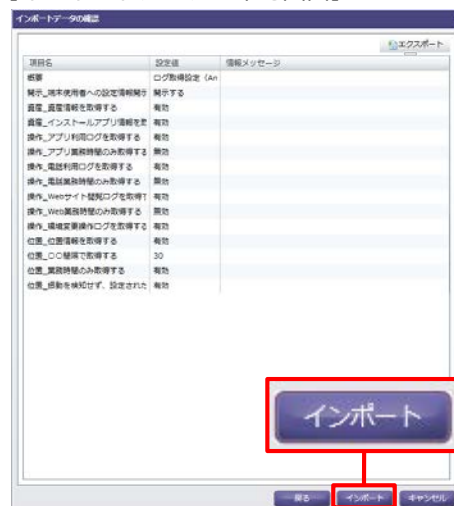 インポートデータの確認
エクスポート
項目名 設定値 情報メッセージ
概要 ログ取得設定（An
開示_端末使用者への設定情報開示 開示する
資産_資産情報を取得する 有効
資産_インストールアプリ情報を 有効
操作_アプリ利用ログを取得する 有効
操作_アプリ業務時間のみ取得する 無効
操作_電話利用ログを取得する 有効
操作_電話業務時間のみ取得する 無効
操作_Webサイト閲覧ログを取得す 有効
操作_Web業務時間のみ取得する 無効
操作_環境変更操作ログを取得する 有効
位置_位置情報を取得する 有効
位置_〇〇間隔で取得する 30
位置_業務時間のみ取得する 有効
位置_移動を検知せず、設定された 有効
インポート
戻る インポート キャンセル